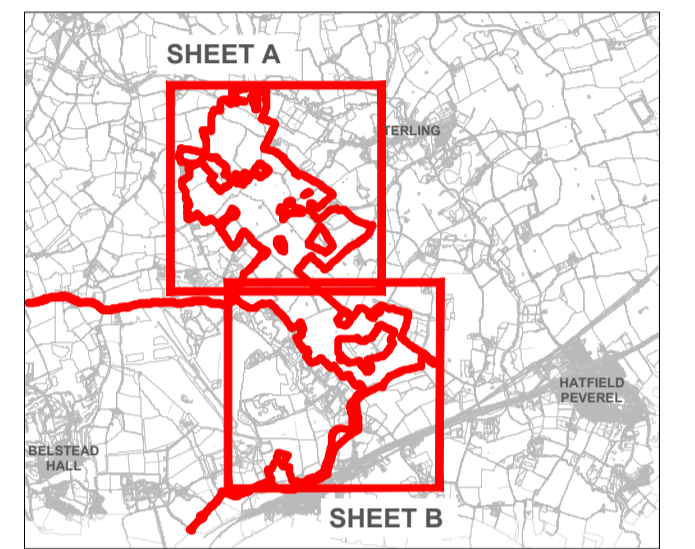 SHEET A
TERLING
HATFIELD
PEVEREL
BELSTEAD
HALL
SHEET B